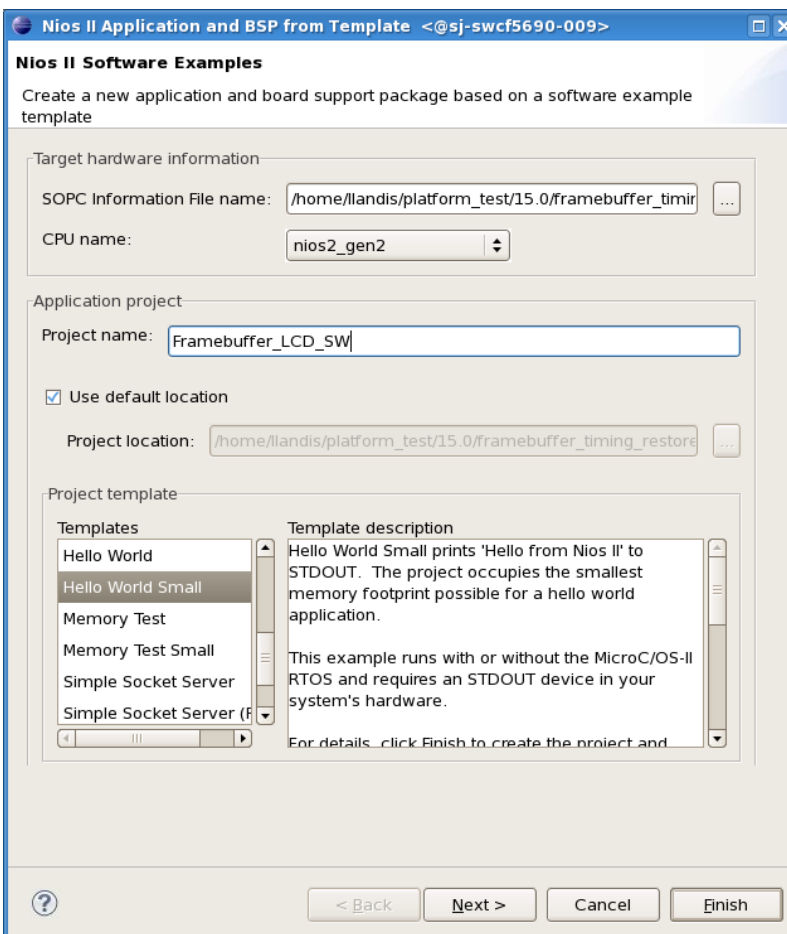 Nios II Application and BSP from Template <@sj-swcf5690-009>
Nios II Software Examples
Create a new application and board support package based on a software example
template
Target hardware information
SOPC Information File name: /home/llandis/platform_test/15.0/framebuffer_timir ...
CPU name: nios2_gen2
Application project
Project name: Framebuffer_LCD_SW
Use default location
Project location: /home/llandis/platform_test/15.0/framebuffer_timing_restore ...
Project template
Templates
Hello World
Hello World Small
Memory Test
Memory Test Small
Simple Socket Server
Simple Socket Server (F
Template description
Hello World Small prints 'Hello from Nios II' to
STDOUT. The project occupies the smallest
memory footprint possible for a hello world
application.
This example runs with or without the MicroC/OS-II
RTOS and requires an STDOUT device in your
system's hardware.
For details, click Finish to create the project and
? < Back Next > Cancel Finish